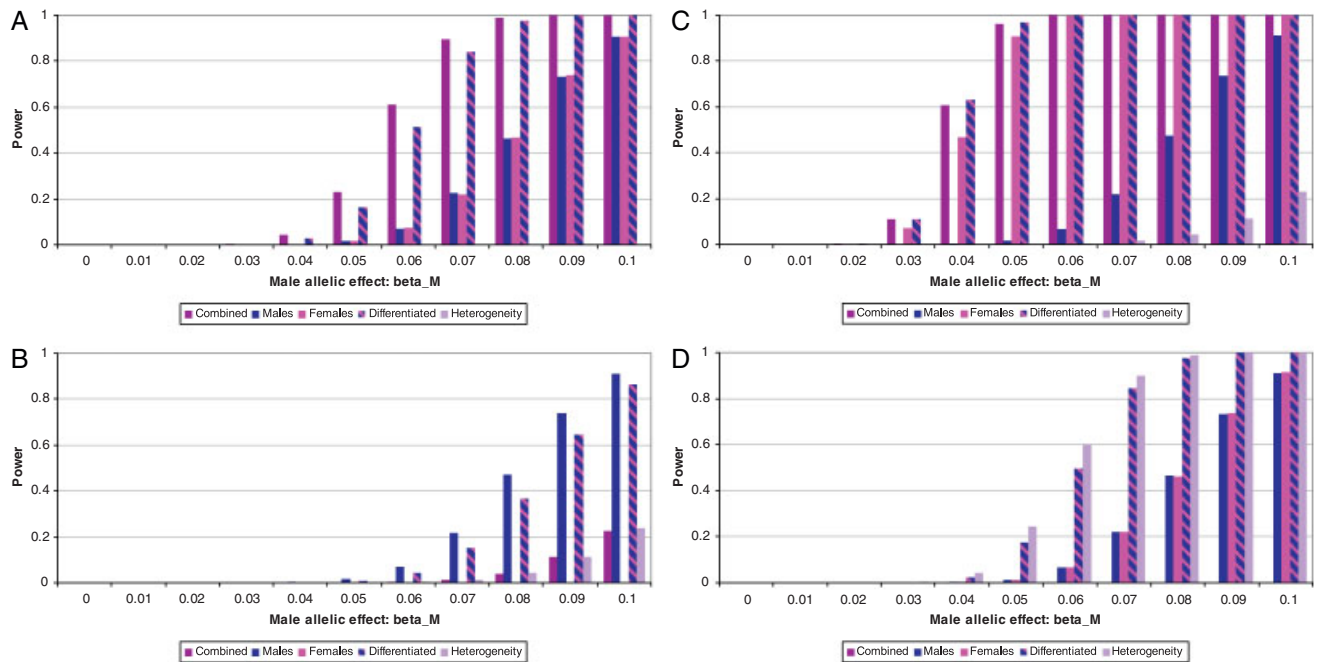 A
Power
1
0.8
0.6
0.4
0.2
0
0 0.01 0.02 0.03 0.04 0.05 0.06 0.07 0.08 0.09 0.1
Male allelic effect: beta_M
Combined Males Females Differentiated Heterogeneity
B
Power
1
0.8
0.6
0.4
0.2
0
0 0.01 0.02 0.03 0.04 0.05 0.06 0.07 0.08 0.09 0.1
Male allelic effect: beta_M
Combined Males Females Differentiated Heterogeneity
C
Power
1
0.8
0.6
0.4
0.2
0
0 0.01 0.02 0.03 0.04 0.05 0.06 0.07 0.08 0.09 0.1
Male allelic effect: beta_M
Combined Males Females Differentiated Heterogeneity
D
Power
1
0.8
0.6
0.4
0.2
0
0 0.01 0.02 0.03 0.04 0.05 0.06 0.07 0.08 0.09 0.1
Male allelic effect: beta_M
Combined Males Females Differentiated Heterogeneity